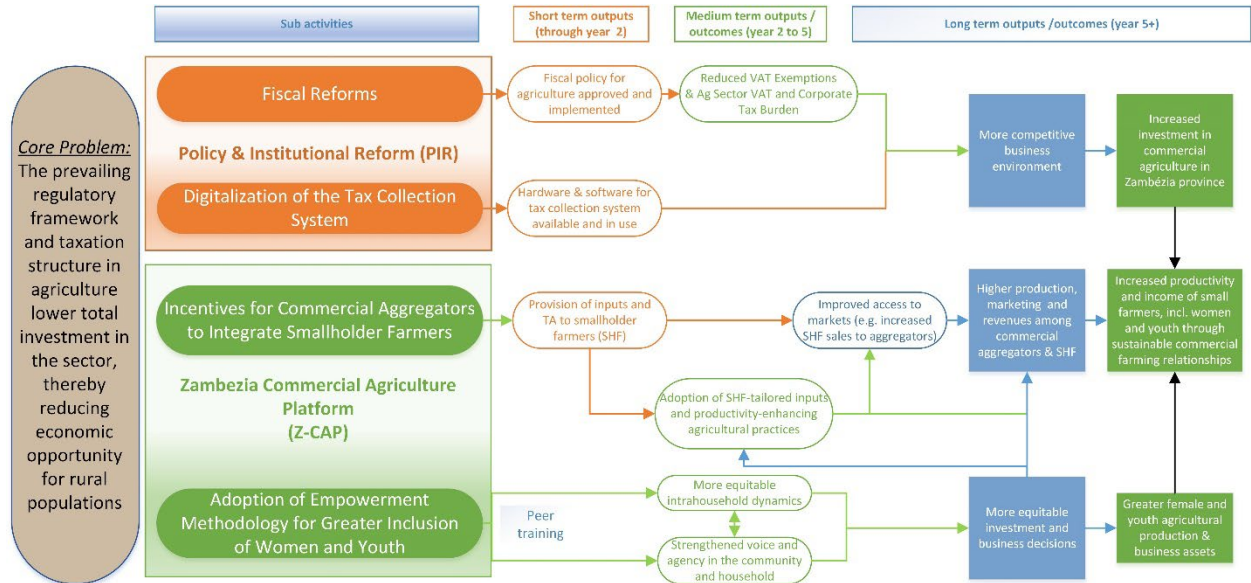 Sub activities
Short term outputs
(through year 2)
Medium term outputs /
outcomes (year 2 to 5)
Long term outputs /outcomes (year 5+)
Core Problem:
The prevailing
regulatory
framework
and taxation
structure in
agriculture
lower total
investment in
the sector,
thereby
reducing
economic
opportunity
for rural
populations
Fiscal Reforms
Policy & Institutional Reform (PIR)
Digitalization of the Tax Collection
System
Fiscal policy for
agriculture approved and
implemented
Reduced VAT Exemptions
& Ag Sector VAT and Corporate
Tax Burden
Hardware & software for
tax collection system
available and in use
More competitive
business
environment
Increased
investment in
commercial
agriculture in
Zambézia province
Incentives for Commercial Aggregators
to Integrate Smallholder Farmers
Zambezia Commercial Agriculture
Platform
(Z-CAP)
Adoption of Empowerment
Methodology for Greater Inclusion
of Women and Youth
Provision of inputs and
TA to smallholder
farmers (SHF)
Improved access to
markets (e.g. increased
SHF sales to aggregators)
Higher production,
marketing and
revenues among
commercial
aggregators & SHF
Increased productivity
and income of small
farmers, incl. women
and youth through
sustainable commercial
farming relationships
Adoption of SHF-tailored inputs
and productivity-enhancing
agricultural practices
Peer
training
More equitable
intrahousehold dynamics
Strengthened voice and
agency in the community
and household
More equitable
investment and
business decisions
Greater female and
youth agricultural
production &
business assets